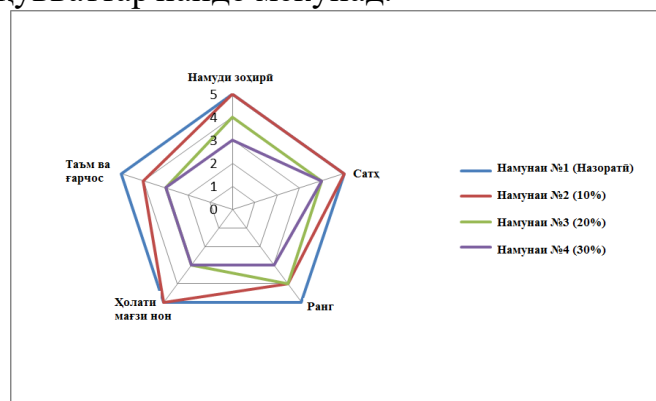 Намуди зоҳирӣ
5
4
3
2
1
0
Сатҳ
Ранг
Ҳолати
мағзи нон
Таъм ва
ғарчос
Намунаи №1 (Назоратӣ)
Намунаи №2 (10%)
Намунаи №3 (20%)
Намунаи №4 (30%)